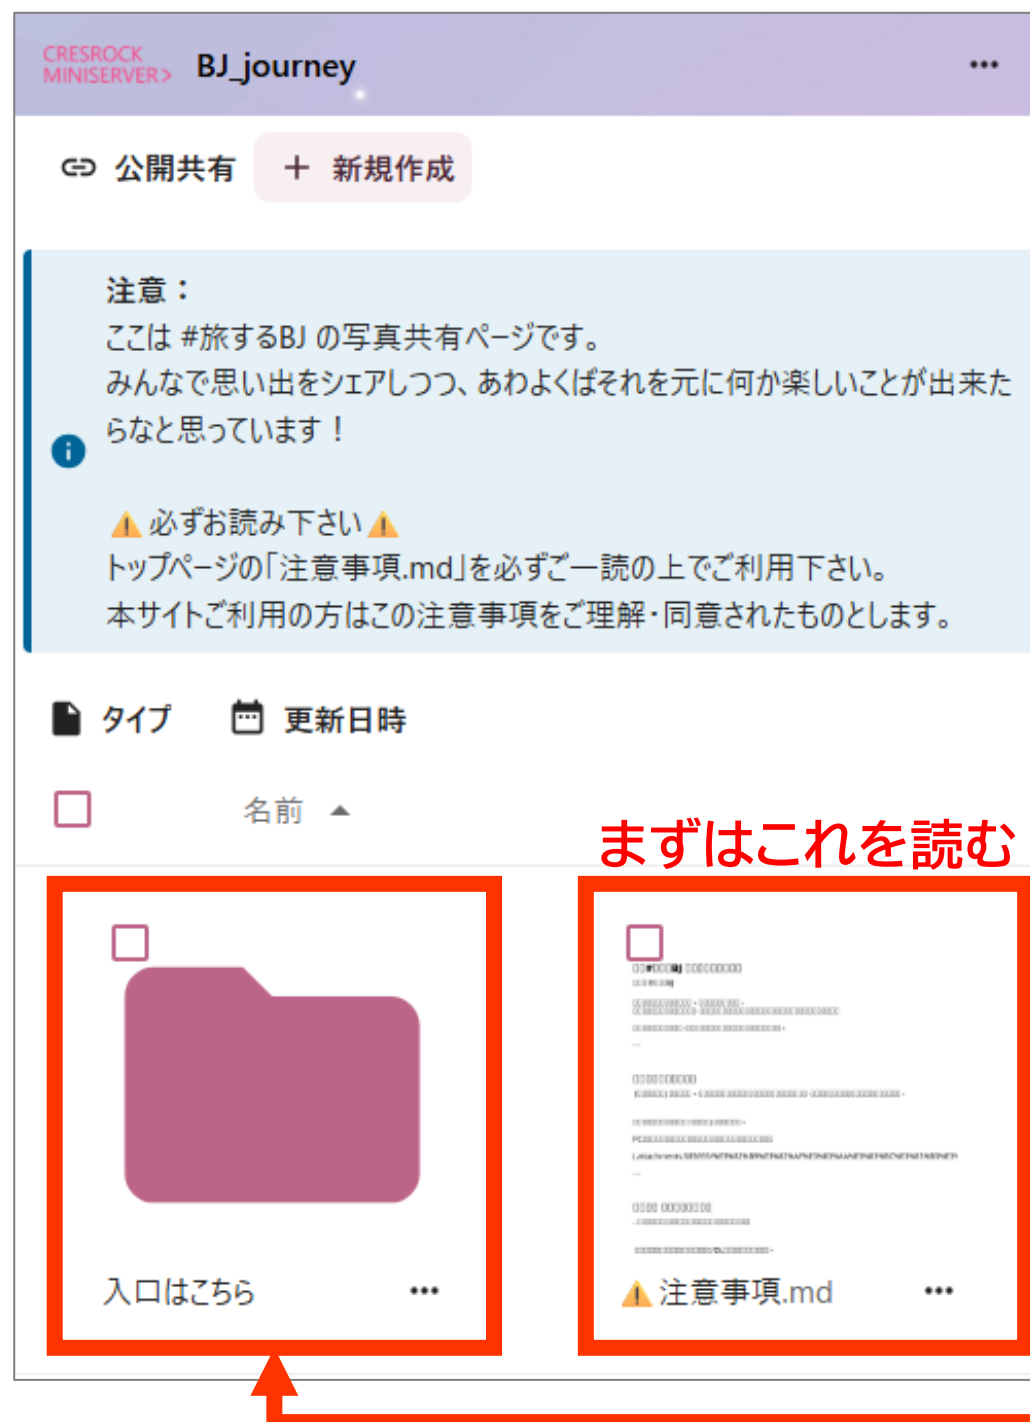 CRESROCK
MINISERVER>
BJ_journey
公開共有
＋ 新規作成
注意：
ここは #旅するBJ の写真共有ページです。
みんなで思い出をシェアしつつ、あわよくばそれを元に何か楽しいことが出来た
らなと思っています！
⚠必ずお読み下さい⚠
トップページの「注意事項.md」を必ずご一読の上でご利用下さい。
本サイトご利用の方はこの注意事項をご理解・同意されたものとします。
タイプ
更新日時
名前
まずはこれを読む
入口はこちら
⚠注意事項.md